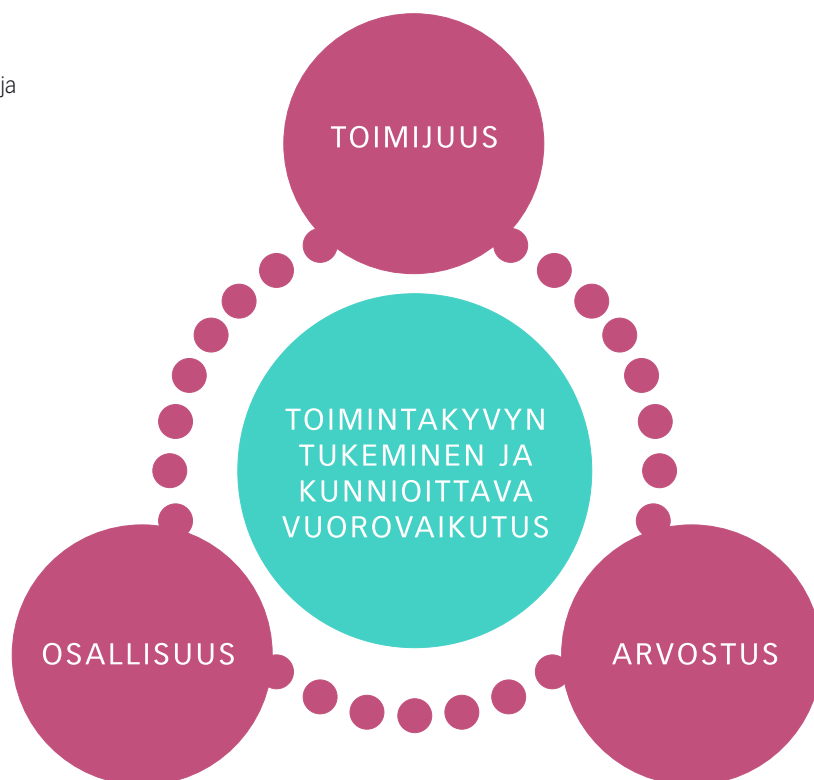 ja
TOIMIJUUS
TOIMINTAKYVYN
TUKEMINEN JA
KUNNIOITTAVA
VUOROVAIKUTUS
OSALLISUUS
ARVOSTUS